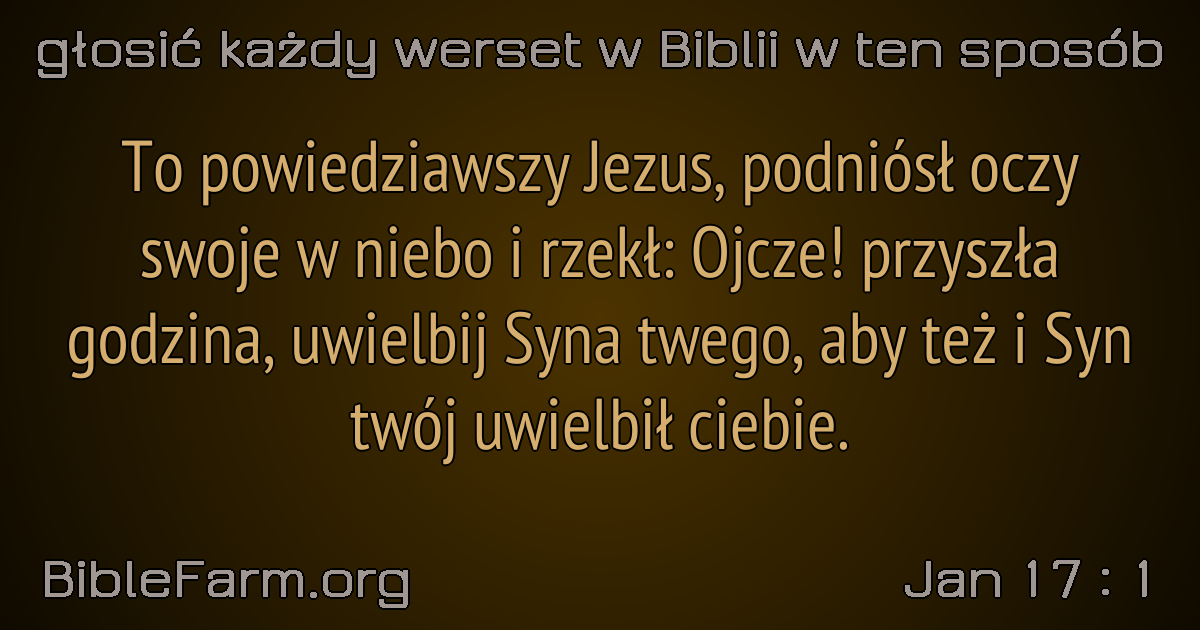 głosić każdy werset w Biblii w ten sposób
To powiedziawszy Jezus, podniósł oczy
swoje w niebo i rzekł: Ojcze! przyszła
godzina, uwielbij Syna twego, aby też i Syn
twój uwielbił ciebie.
BibleFarm.org
Jan 17 : 1